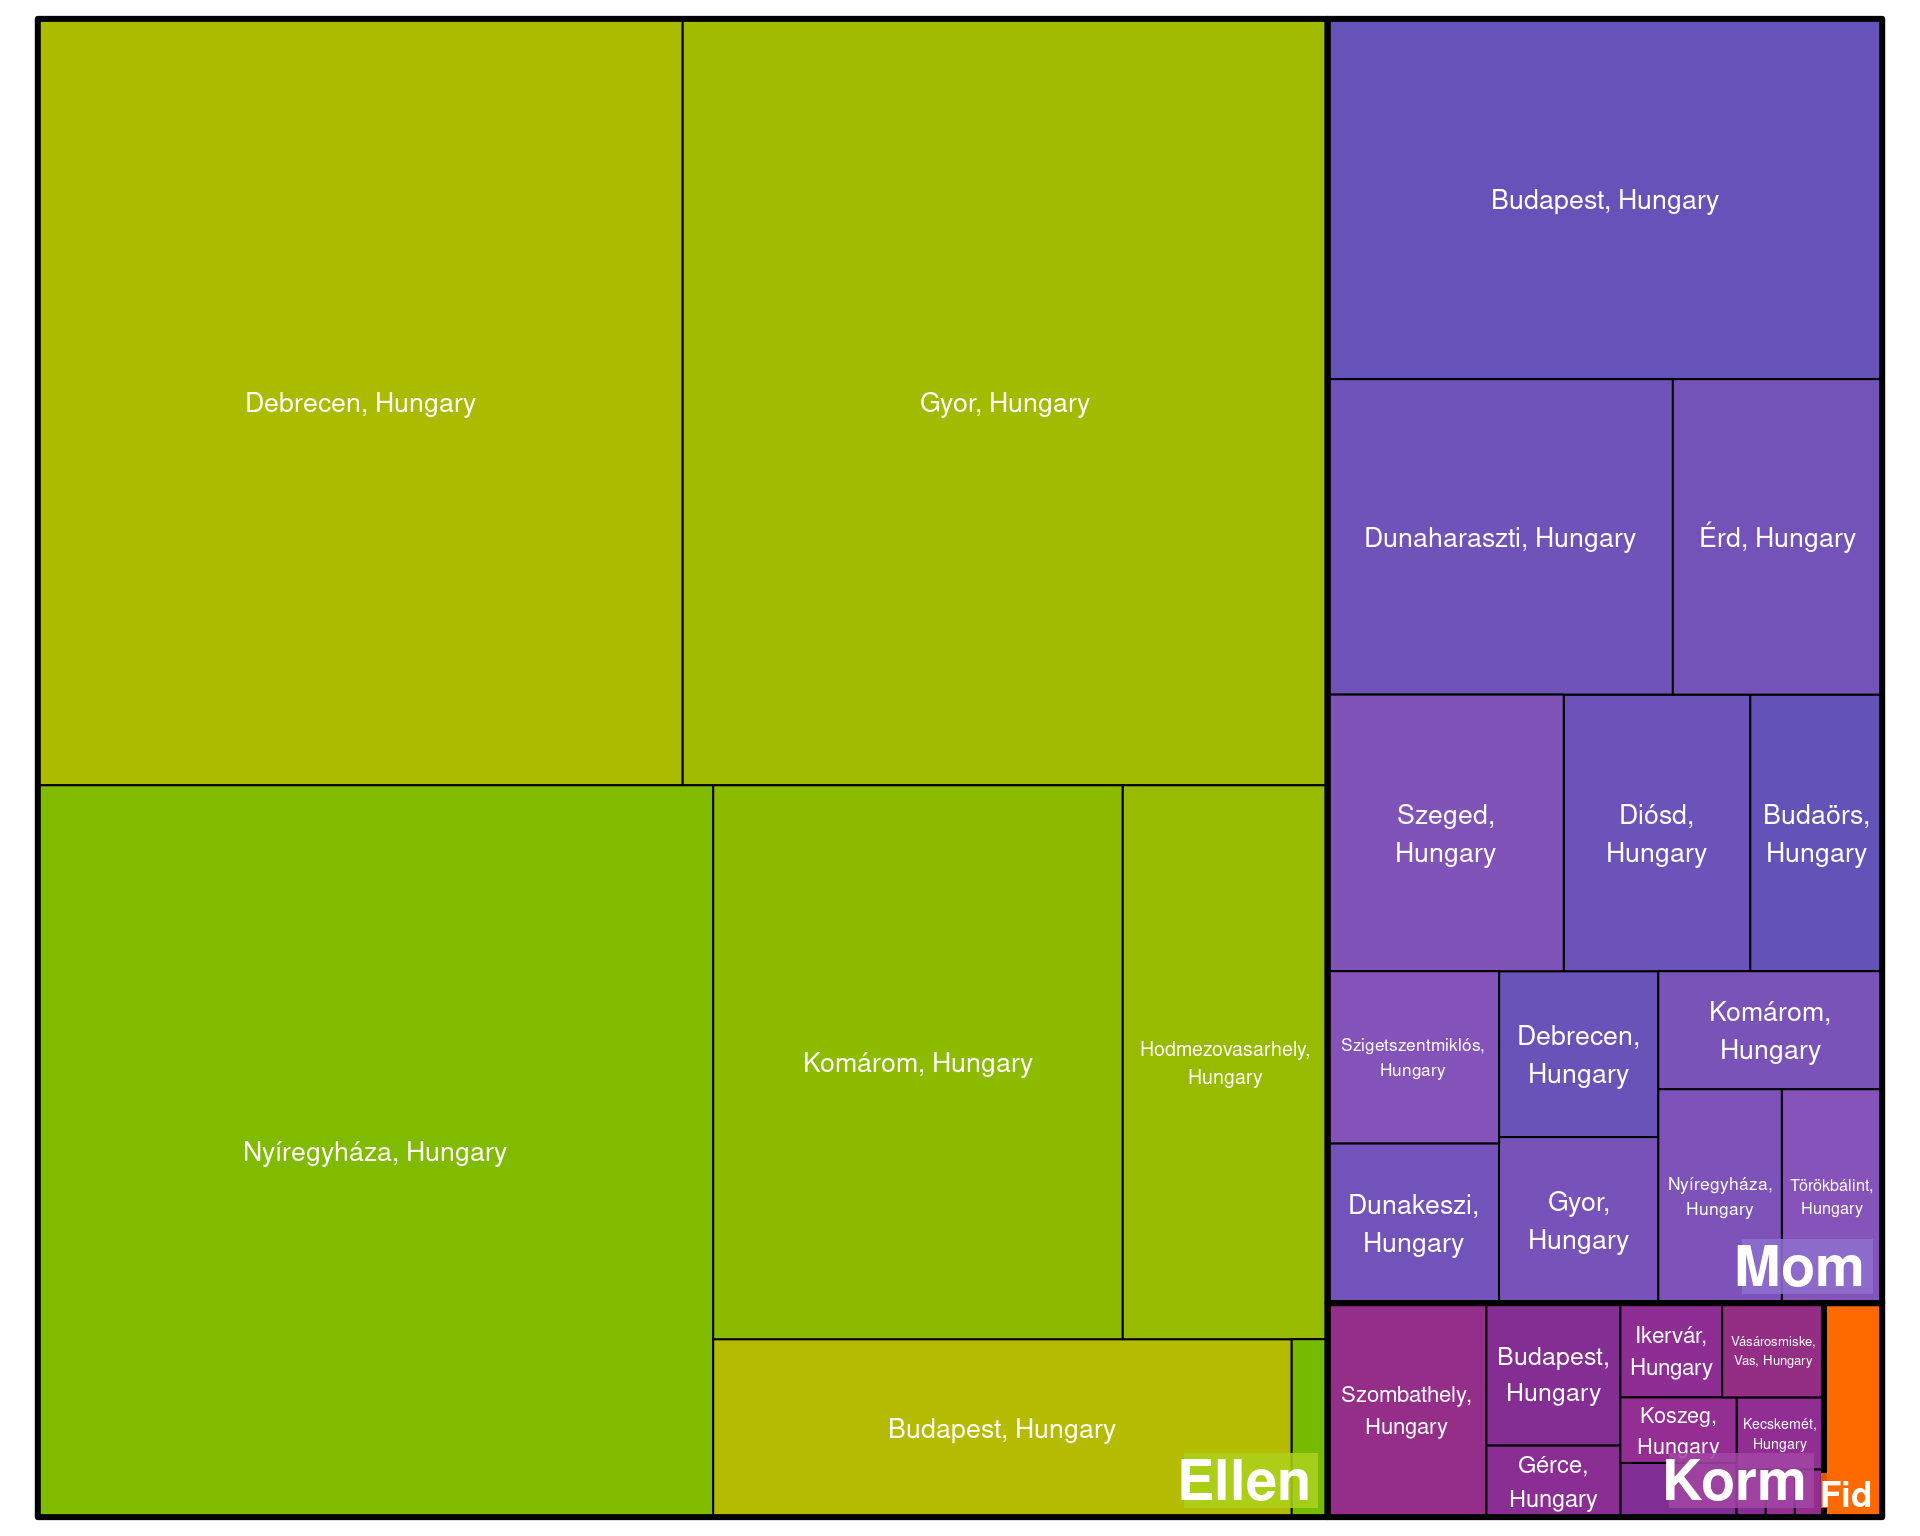 Debrecen, Hungary
Gyor, Hungary
Nyíregyháza, Hungary
Komárom, Hungary
Hodmezovasarhely,
Hungary
Budapest, Hungary
Ellen
Budapest, Hungary
Dunaharaszti, Hungary
Érd, Hungary
Szeged,
Hungary
Diósd,
Hungary
Budaörs,
Hungary
Szigetszentmiklós,
Hungary
Debrecen,
Hungary
Komárom,
Hungary
Dunakeszi,
Hungary
Gyor,
Hungary
Nyíregyháza,
Hungary
Törökbálint,
Hungary
Mom
Szombathely,
Hungary
Budapest,
Hungary
Gérce,
Hungary
Ikervár,
Hungary
Vásárosmiske,
Vas, Hungary
Koszeg,
Hungary
Kecskemét,
Hungary
Korm
Fid